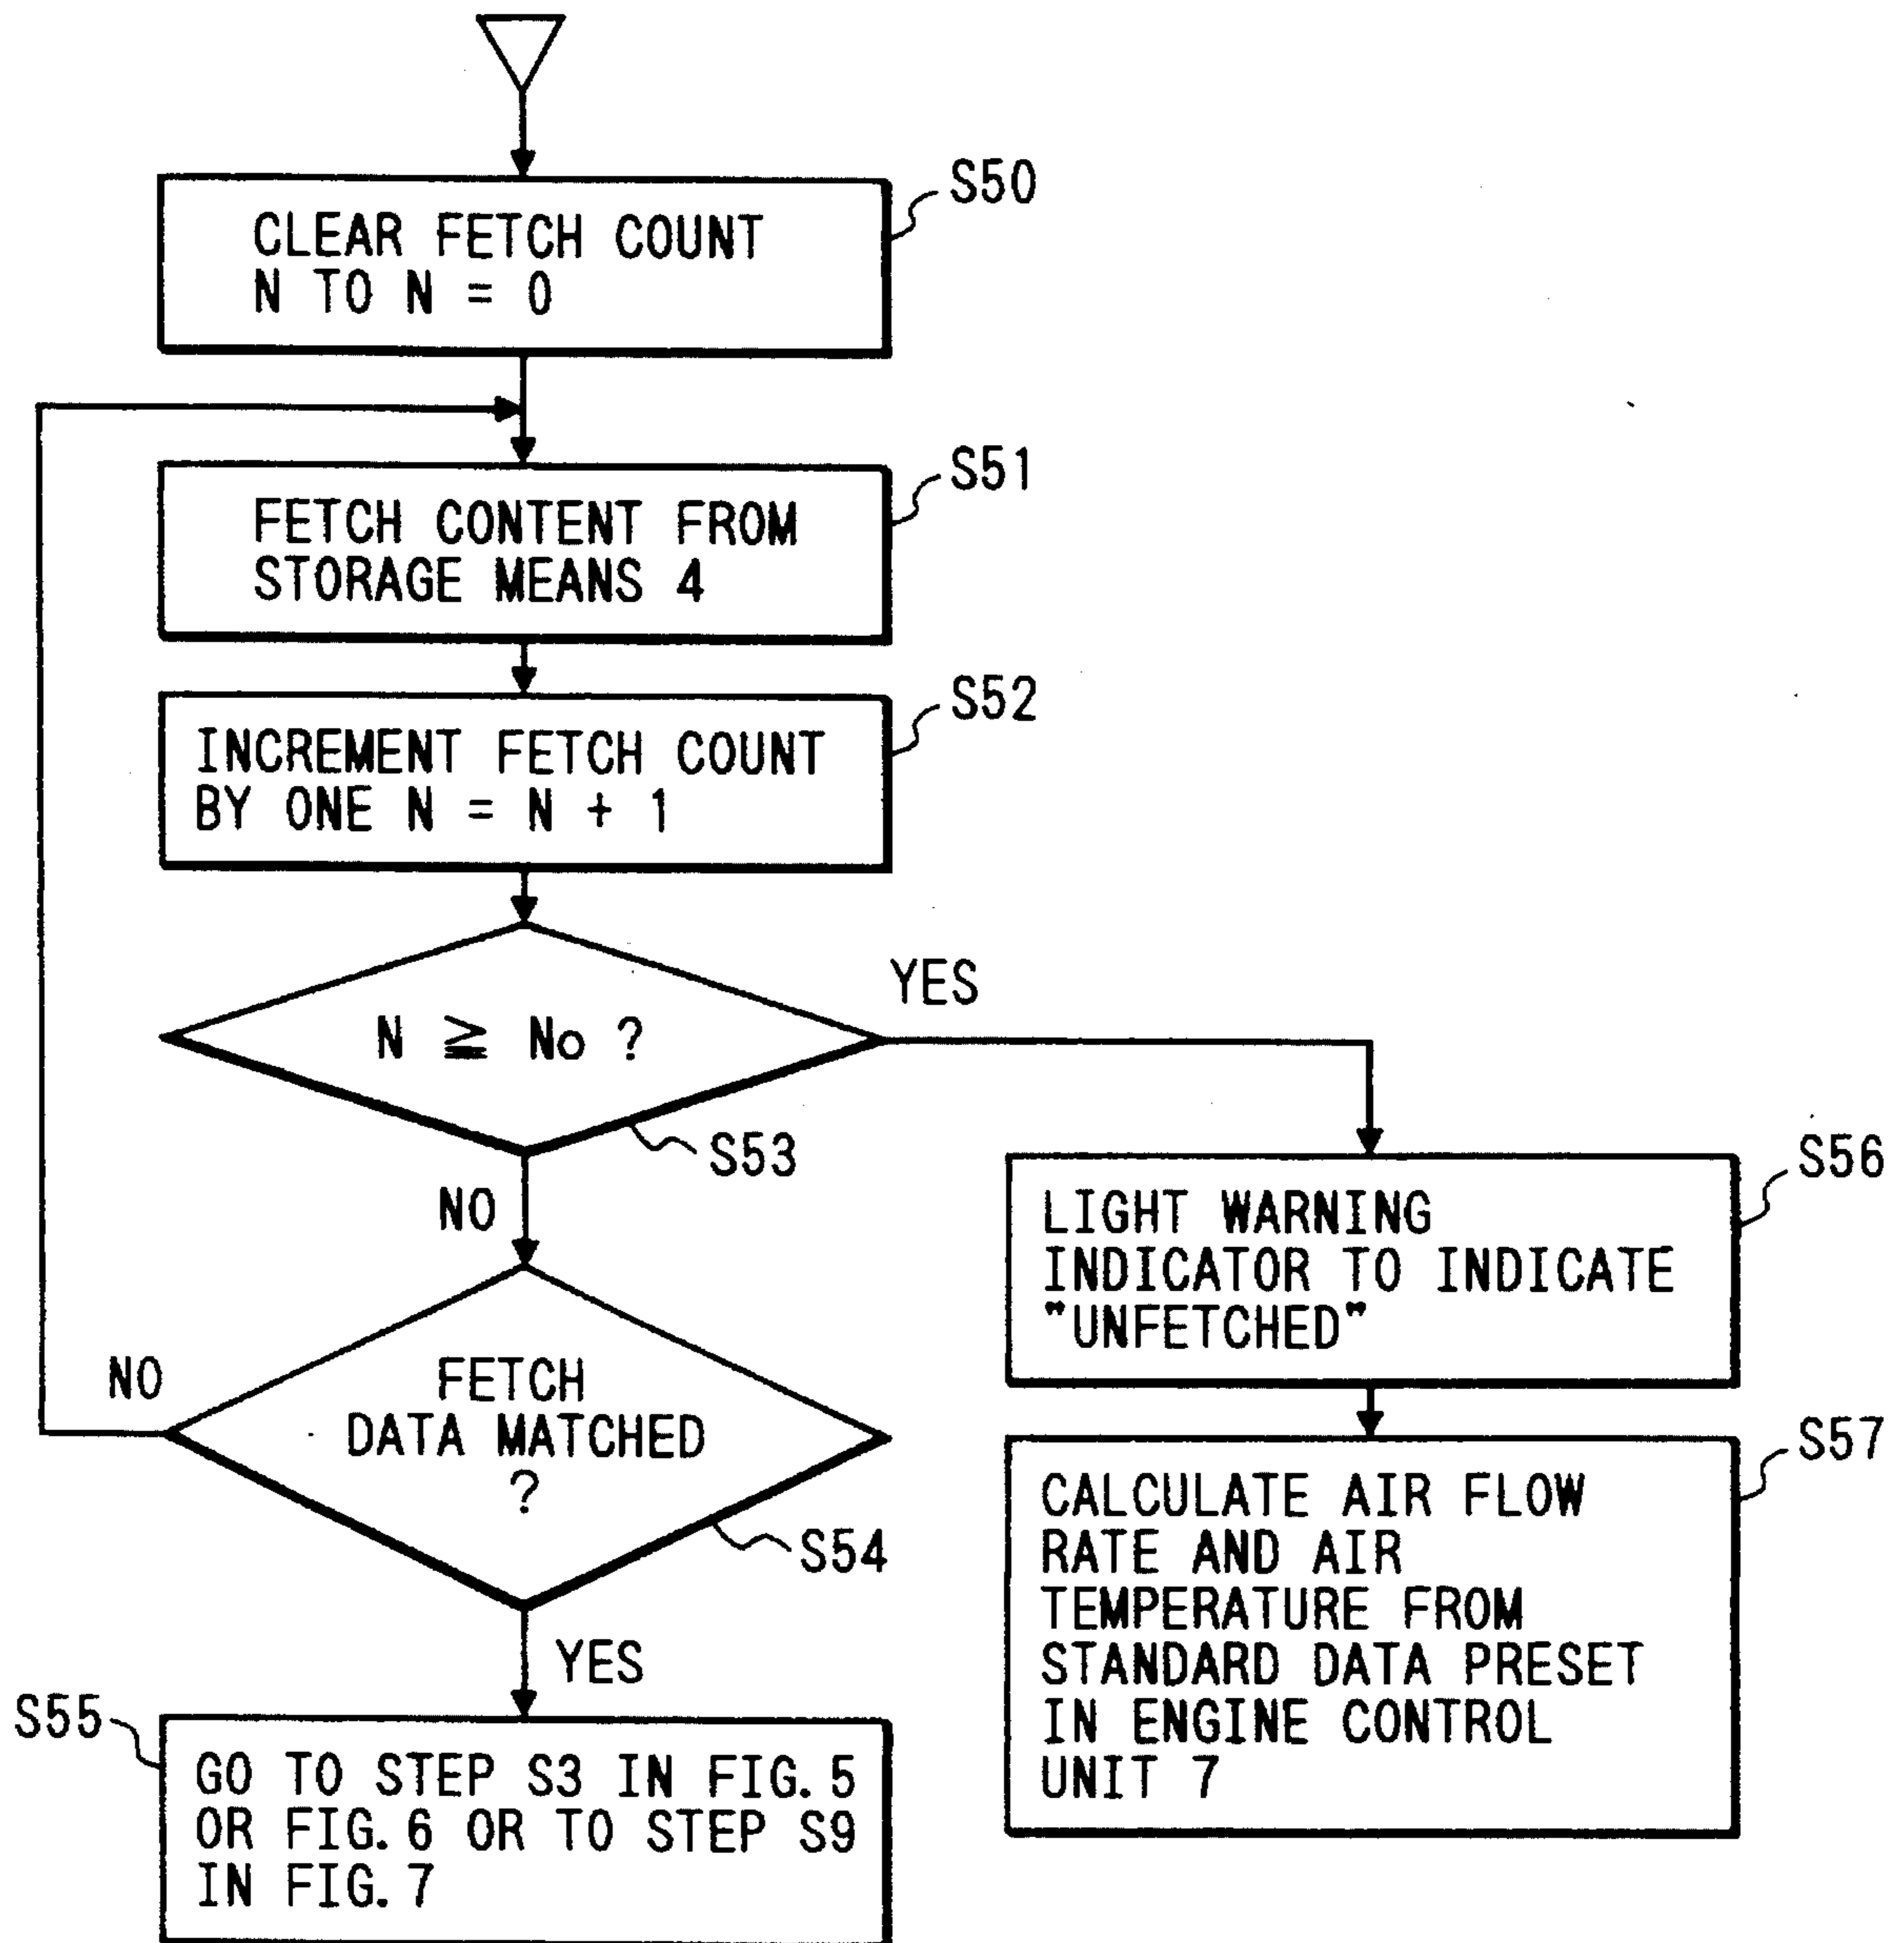 S50
CLEAR FETCH COUNT
N TO N = 0
S51
FETCH CONTENT FROM
STORAGE MEANS 4
S52
INCREMENT FETCH COUNT
BY ONE N = N + 1
N ≧ No ?
YES
S53
NO
S56
LIGHT WARNING
INDICATOR TO INDICATE
"UNFETCHED"
FETCH
DATA MATCHED
?
NO
S54
YES
S57
CALCULATE AIR FLOW
RATE AND AIR
TEMPERATURE FROM
STANDARD DATA PRESET
IN ENGINE CONTROL
UNIT 7
S55
GO TO STEP S3 IN FIG. 5
OR FIG. 6 OR TO STEP S9
IN FIG. 7